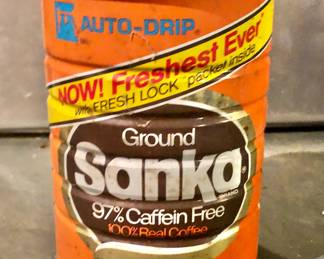 AUTO-DRIP
NOW! Freshest Ever
with FRESH LOCK packet inside
Ground
Sanka®
BRAND
97% Caffein Free
100% Real Coffee